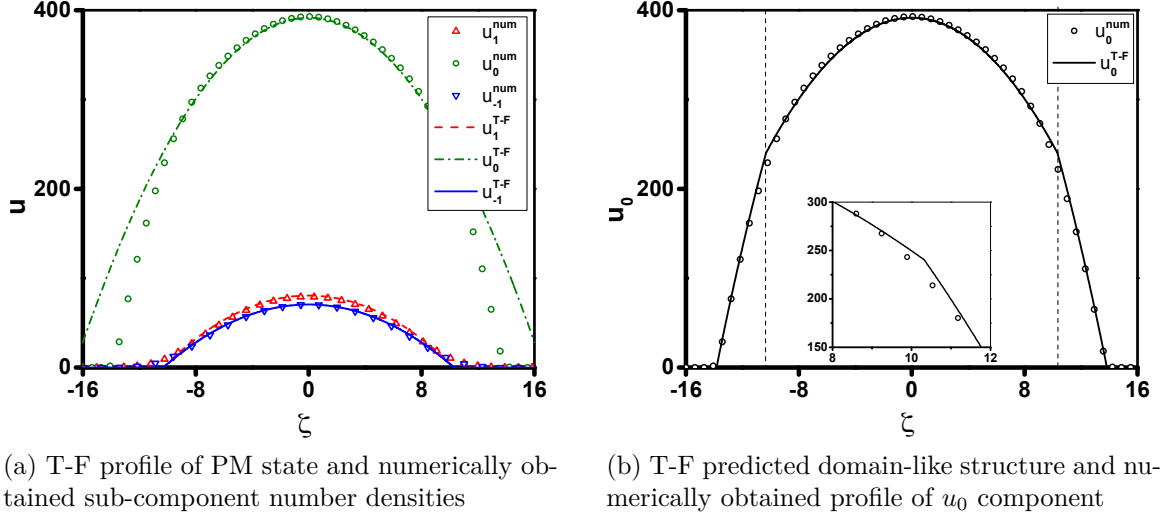 400
200
0
u
-16
-8
0
8
16
ζ
u₁ⁿᵘᵐ
u₀ⁿᵘᵐ
u₋₁ⁿᵘᵐ
u₁ᵀ⁻ᶠ
u₀ᵀ⁻ᶠ
u₋₁ᵀ⁻ᶠ
(a) T-F profile of PM state and numerically ob-
tained sub-component number densities
400
200
0
u₀
-16
-8
0
8
16
ζ
u₀ⁿᵘᵐ
u₀ᵀ⁻ᶠ
300
250
200
150
8
10
12
(b) T-F predicted domain-like structure and nu-
merically obtained profile of u₀ component